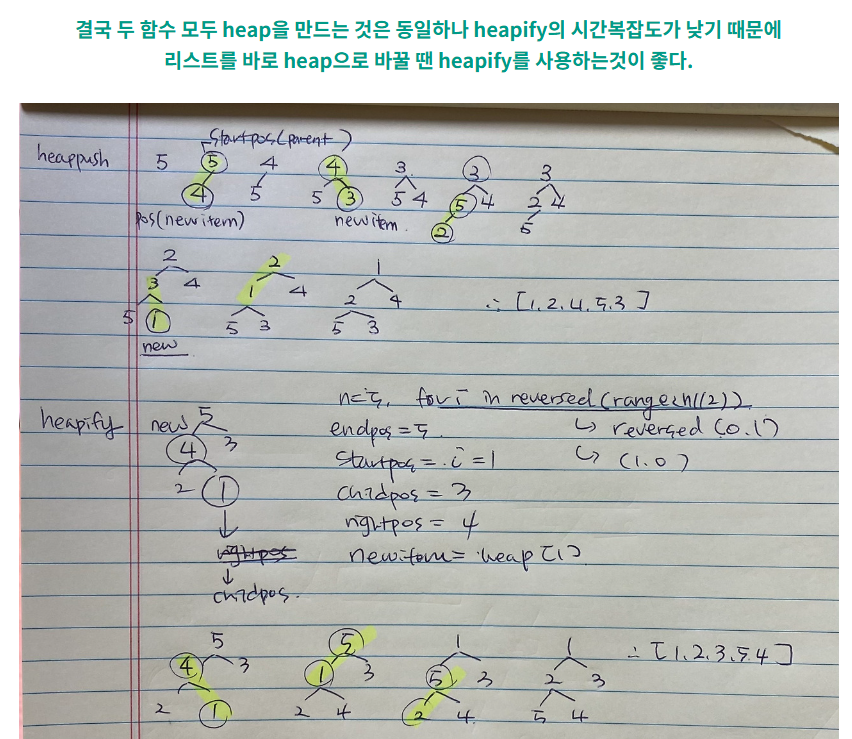 결국 두 함수 모두 heap을 만드는 것은 동일하나 heapify의 시간복잡도가 낮기 때문에
리스트를 바로 heap으로 바꿀 땐 heapify를 사용하는것이 좋다.
startpos(parent)
heappush 5 5 4 4 3 3 3
4 5 5 3 5 4 5 4 2 4
pos(newitem) newitem. 2 5
2 2 1
3 4 1 4 2 4 ∴ [1.2.4.5.3]
5 1 5 3 5 3
new
n=5, for i in reversed(range(n//2))
heapify new 5 endpos=5 ↳ reversed(0.1)
4 3 startpos=.i=1 ↳ (1.0)
2 1 childpos=3
rightpos=4
rightpos newitem=heap[1]
childpos.
5 5 1 1 ∴ [1.2.3.5.4]
4 3 1 3 5 3 2 3
2 1 2 4 2 4 5 4